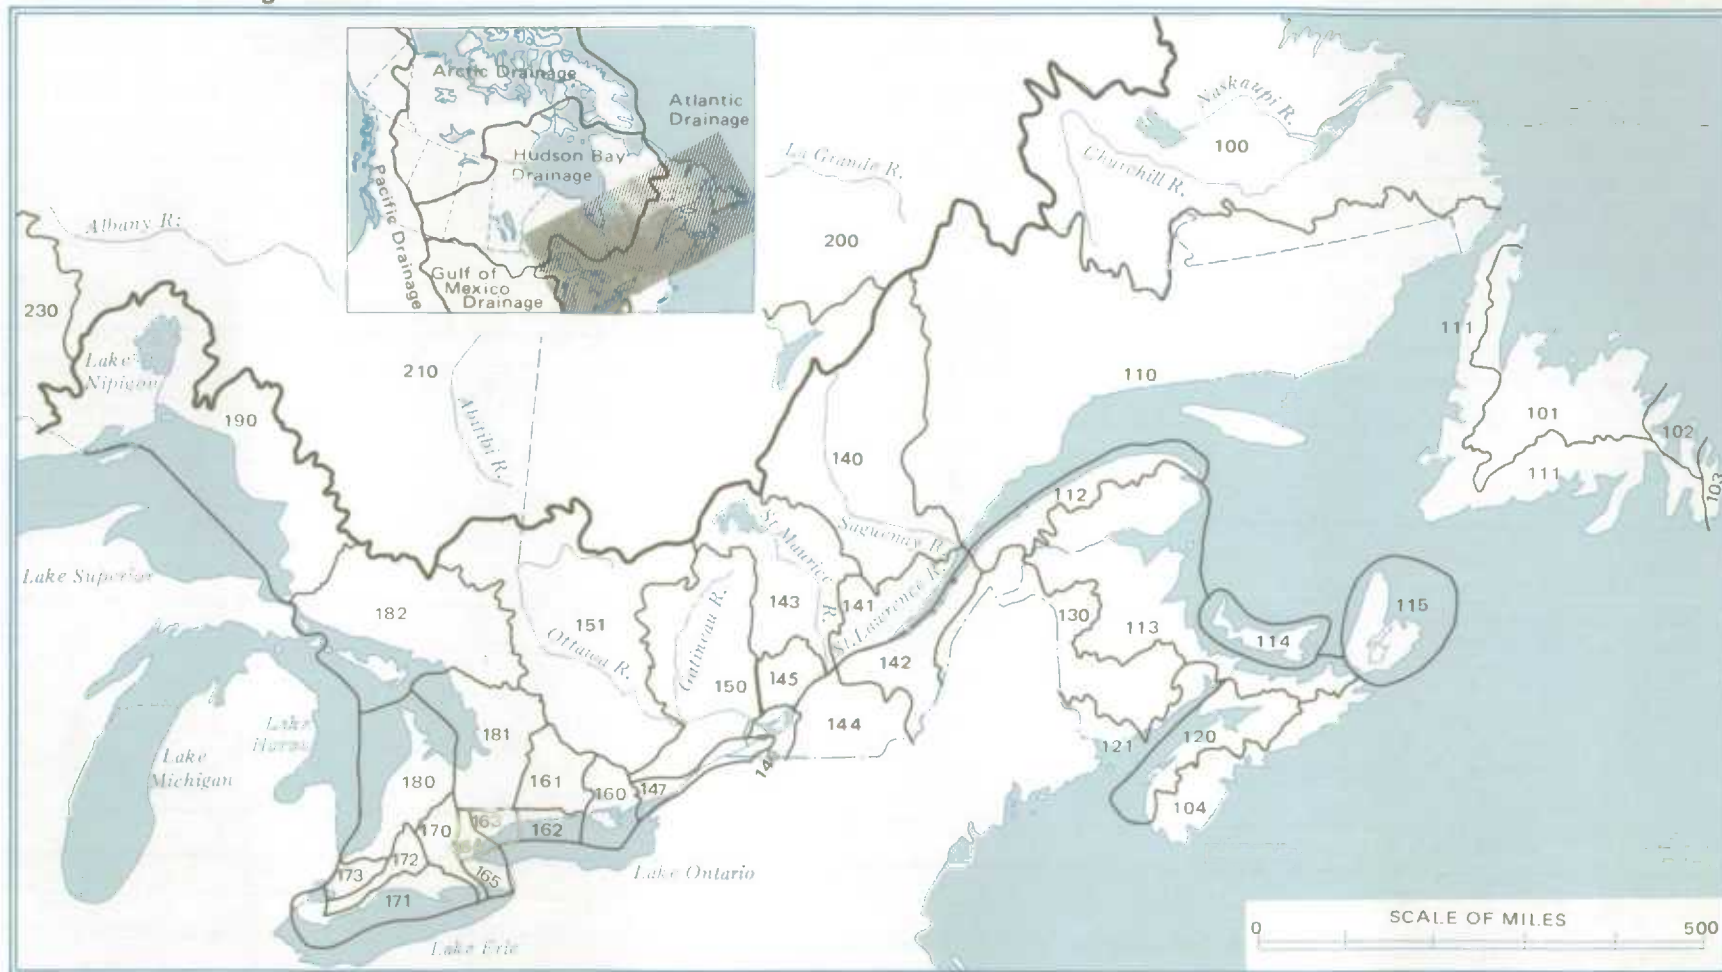 Arctic Drainage
Atlantic
Drainage
Hudson Bay
Drainage
Pacific Drainage
Gulf of
Mexico
Drainage
Naskaupi R.
100
Churchill R.
La Grande R.
200
Albany R.
230
Lake
Nipigon
190
210
Abitibi R.
110
111
101
102
103
111
140
112
Saguenay R.
St. Maurice
R.
St. Lawrence R.
141
143
Gatineau R.
151
Ottawa R.
182
Lake Superior
130
113
114
115
142
145
150
144
181
Lake
Huron
Lake
Michigan
180
161
160
147
121
120
104
170
163
162
172
173
165
171
Lake Ontario
Lake Erie
SCALE OF MILES
0
500